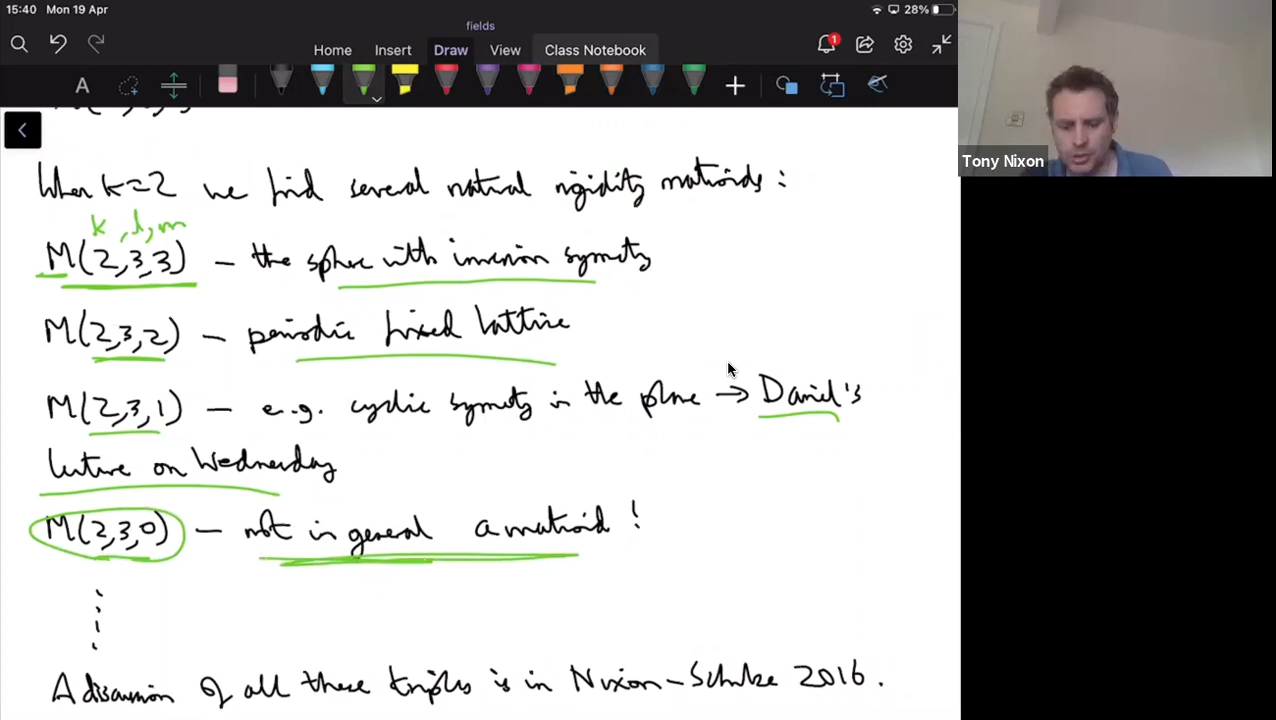 15:40 Mon 19 Apr
28%
fields
Home Insert Draw View Class Notebook
1
A
When k=2 we find several natural rigidity matroids :
k , l, m
M(2,3,3) – the sphere with inversion symmetry
M(2,3,2) – periodic fixed lattice
M(2,3,1) – e.g. cyclic symmetry in the plane → Daniel's
lecture on Wednesday
M(2,3,0) – not in general a matroid !
A discussion of all these triples is in Nixon–Schulze 2016.
Tony Nixon